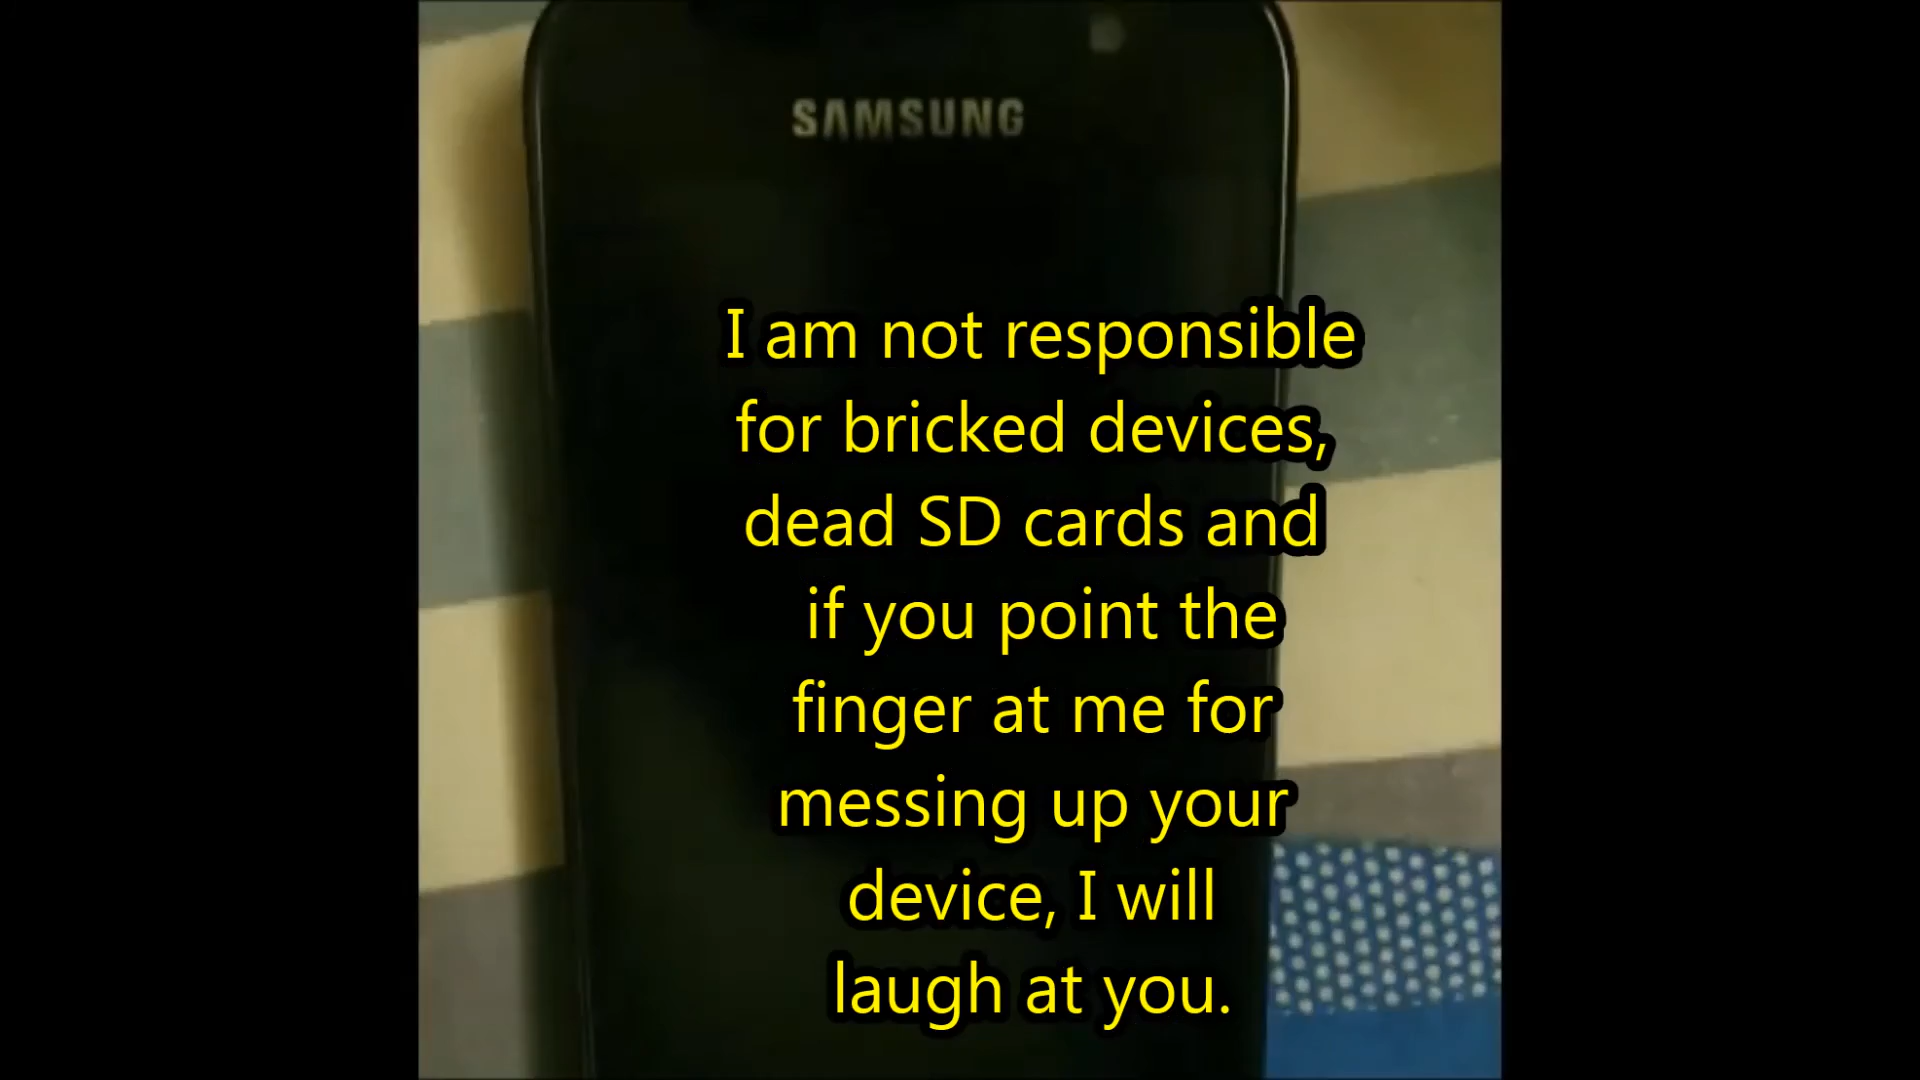 SAMSUNG
I am not responsible
for bricked devices,
dead SD cards and
if you point the
finger at me for
messing up your
device, I will
laugh at you.